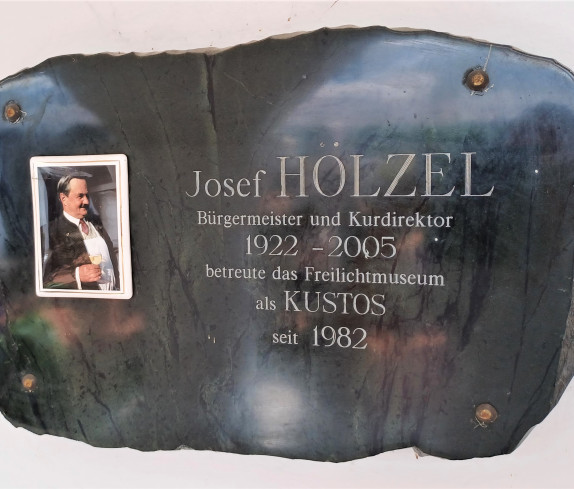 Josef HÖLZEL
Bürgermeister und Kurdirektor
1922 - 2005
betreute das Freilichtmuseum
als KUSTOS
seit 1982